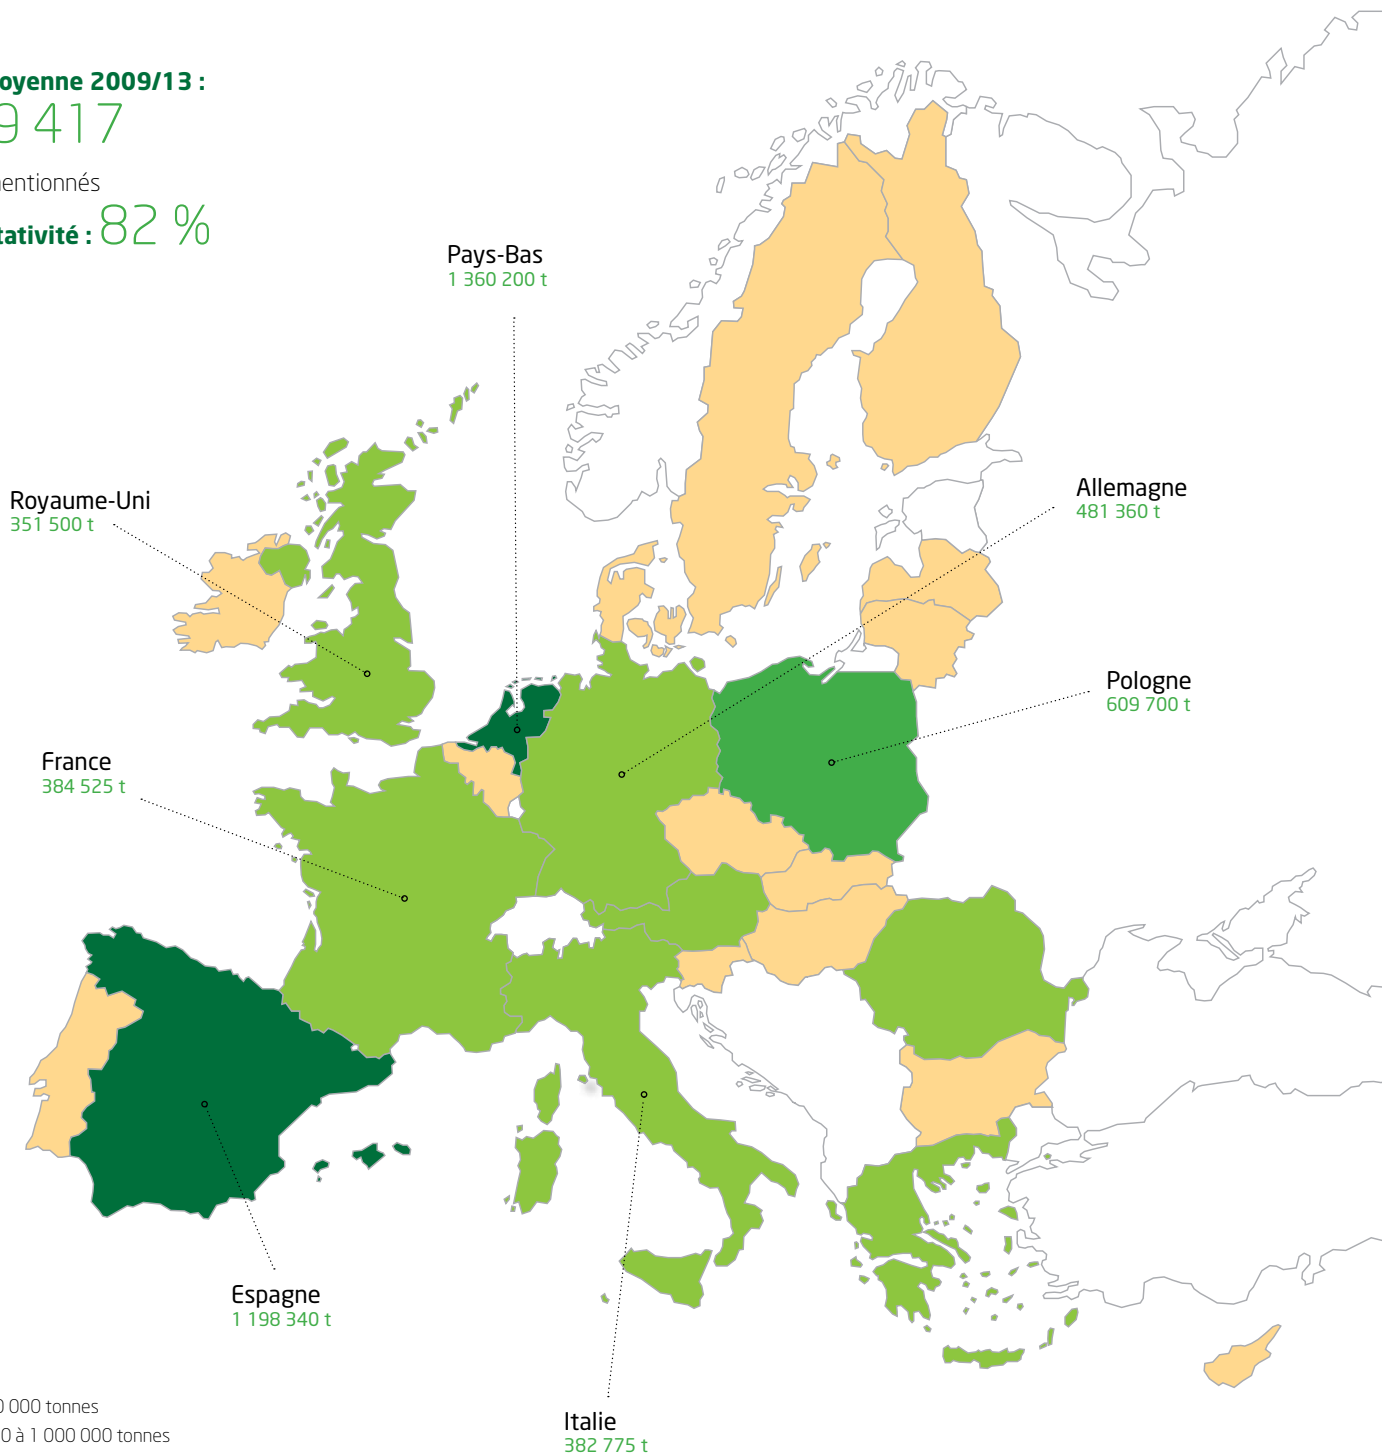 oyenne 2009/13 :
9 417
entionnés
tativité : 82 %
Pays-Bas
1 360 200 t
Royaume-Uni
351 500 t
Allemagne
481 360 t
Pologne
609 700 t
France
384 525 t
Espagne
1 198 340 t
Italie
382 775 t
0 000 tonnes
0 à 1 000 000 tonnes